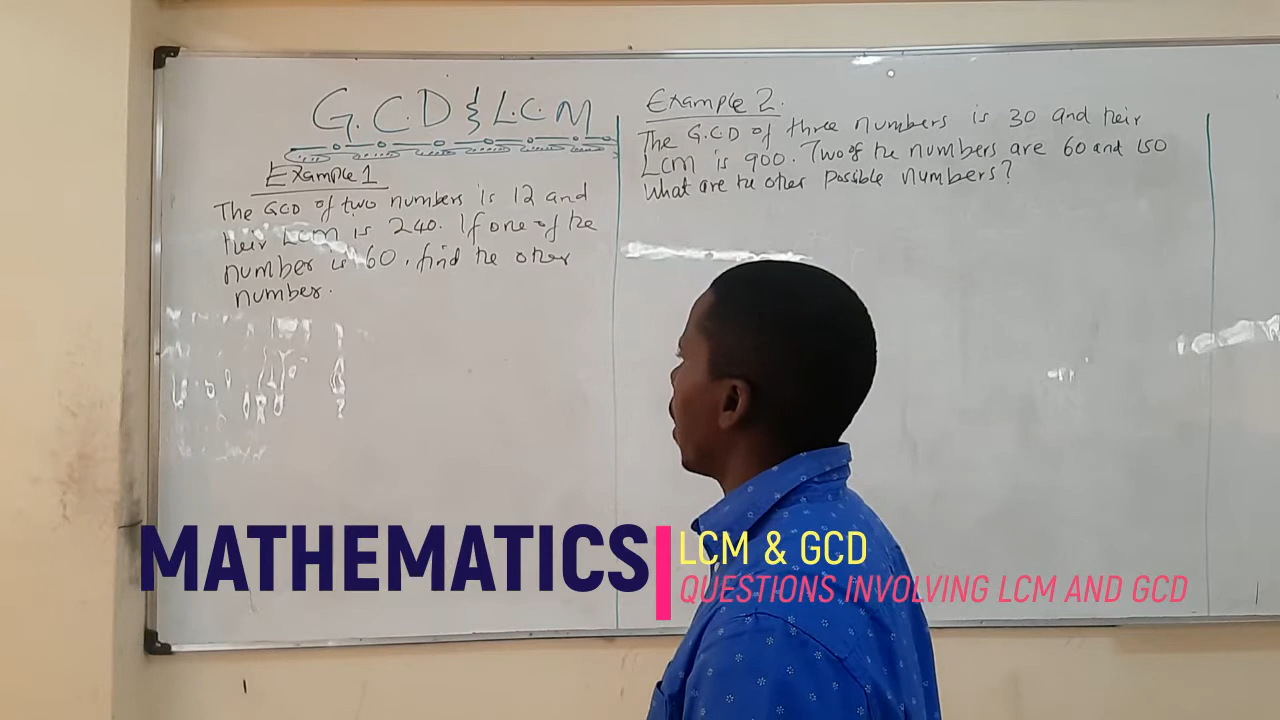 G.C.D & L.C.M
Example 1
The GCD of two numbers is 12 and
their LCM is 240. If one of the
number is 60, find the other
number.
Example 2.
The G.C.D of three numbers is 30 and their
LCM is 900. Two of the numbers are 60 and 150
What are the other possible numbers?
MATHEMATICS
LCM & GCD
QUESTIONS INVOLVING LCM AND GCD